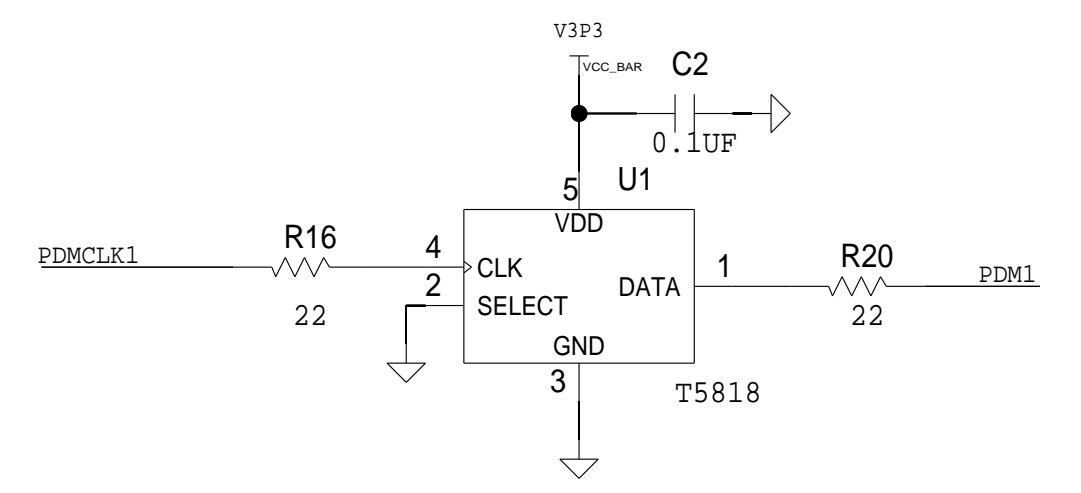 V3P3
VCC_BAR
C2
0.1UF
U1
5
VDD
PDMCLK1
R16
22
4
CLK
2
SELECT
DATA
1
R20
22
PDM1
GND
3
T5818